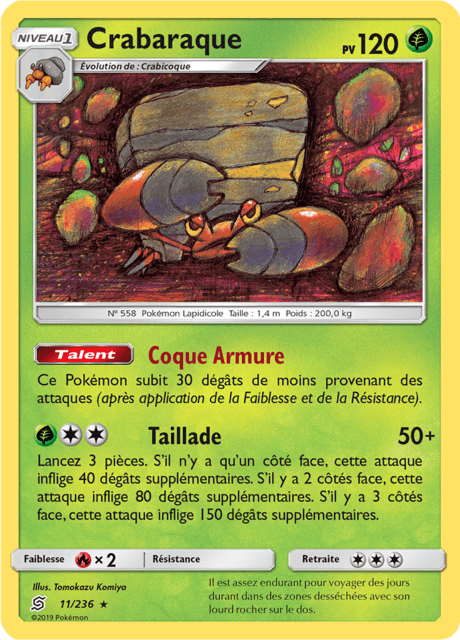 NIVEAU 1
Crabaraque
PV 120
Évolution de : Crabicoque
N° 558 Pokémon Lapidicole Taille : 1,4 m Poids : 200,0 kg
Talent Coque Armure
Ce Pokémon subit 30 dégâts de moins provenant des
attaques (après application de la Faiblesse et de la Résistance).
Taillade 50+
Lancez 3 pièces. S'il n'y a qu'un côté face, cette attaque
inflige 40 dégâts supplémentaires. S'il y a 2 côtés face, cette
attaque inflige 80 dégâts supplémentaires. S'il y a 3 côtés
face, cette attaque inflige 150 dégâts supplémentaires.
Faiblesse × 2 Résistance Retraite
Illus. Tomokazu Komiya
11/236
©2019 Pokémon
Il est assez endurant pour voyager des jours
durant dans des zones desséchées avec son
lourd rocher sur le dos.